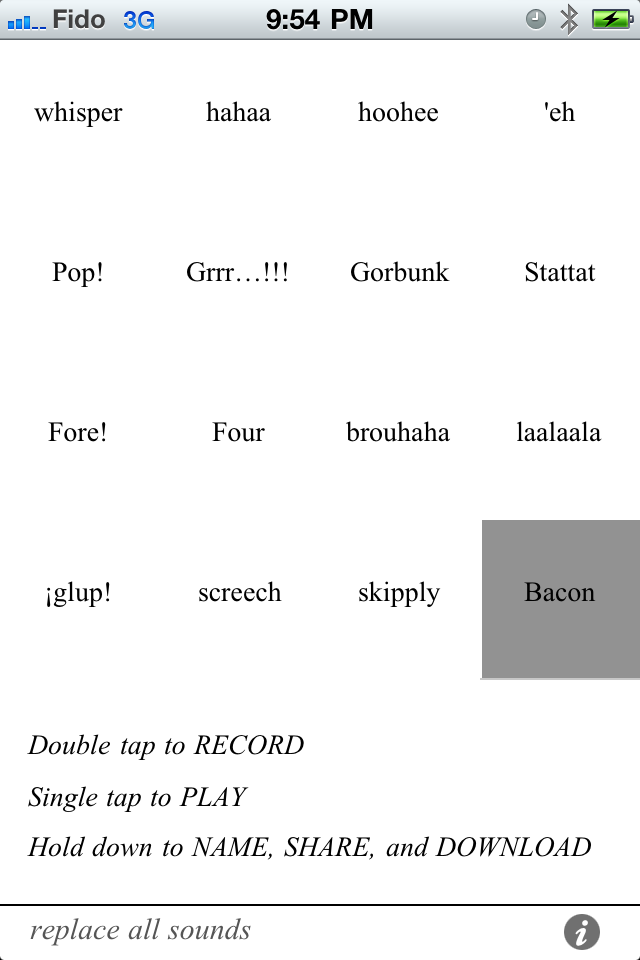 Fido 3G 9:54 PM
whisper hahaa hoohee 'eh
Pop! Grrr…!!! Gorbunk Stattat
Fore! Four brouhaha laalaala
¡glup! screech skipply Bacon
Double tap to RECORD
Single tap to PLAY
Hold down to NAME, SHARE, and DOWNLOAD
replace all sounds i